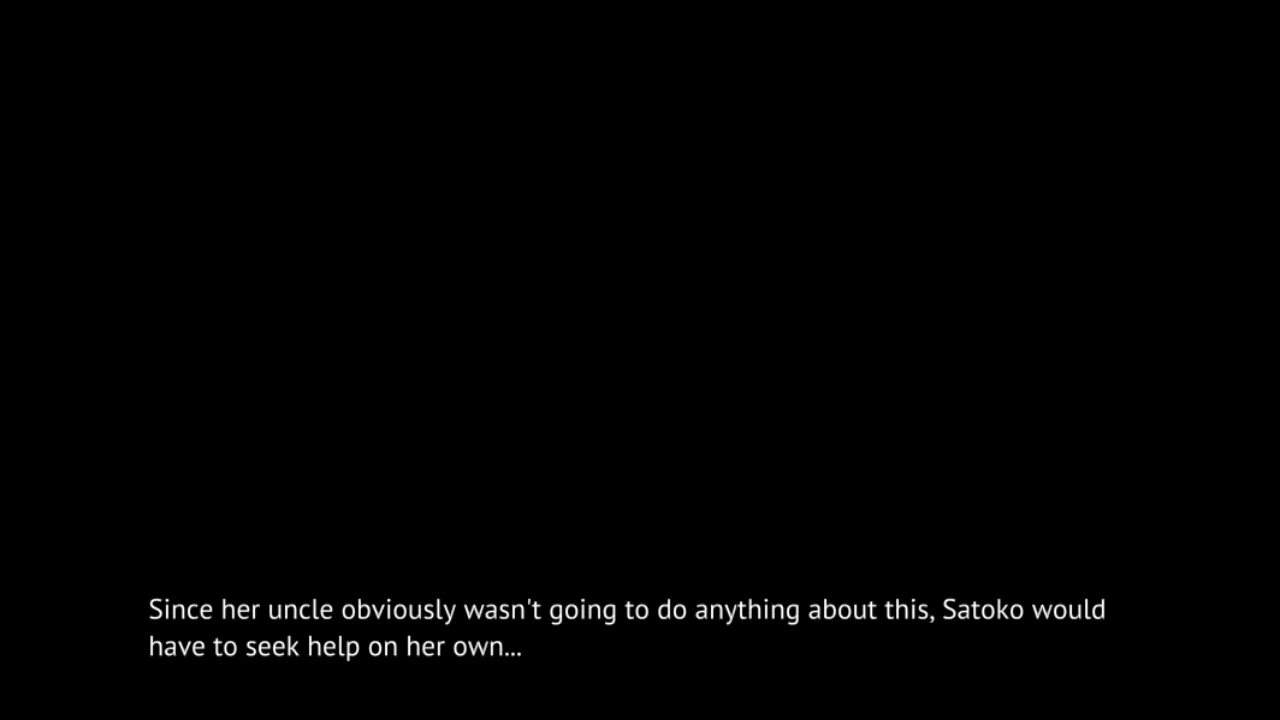 Since her uncle obviously wasn't going to do anything about this, Satoko would
have to seek help on her own...